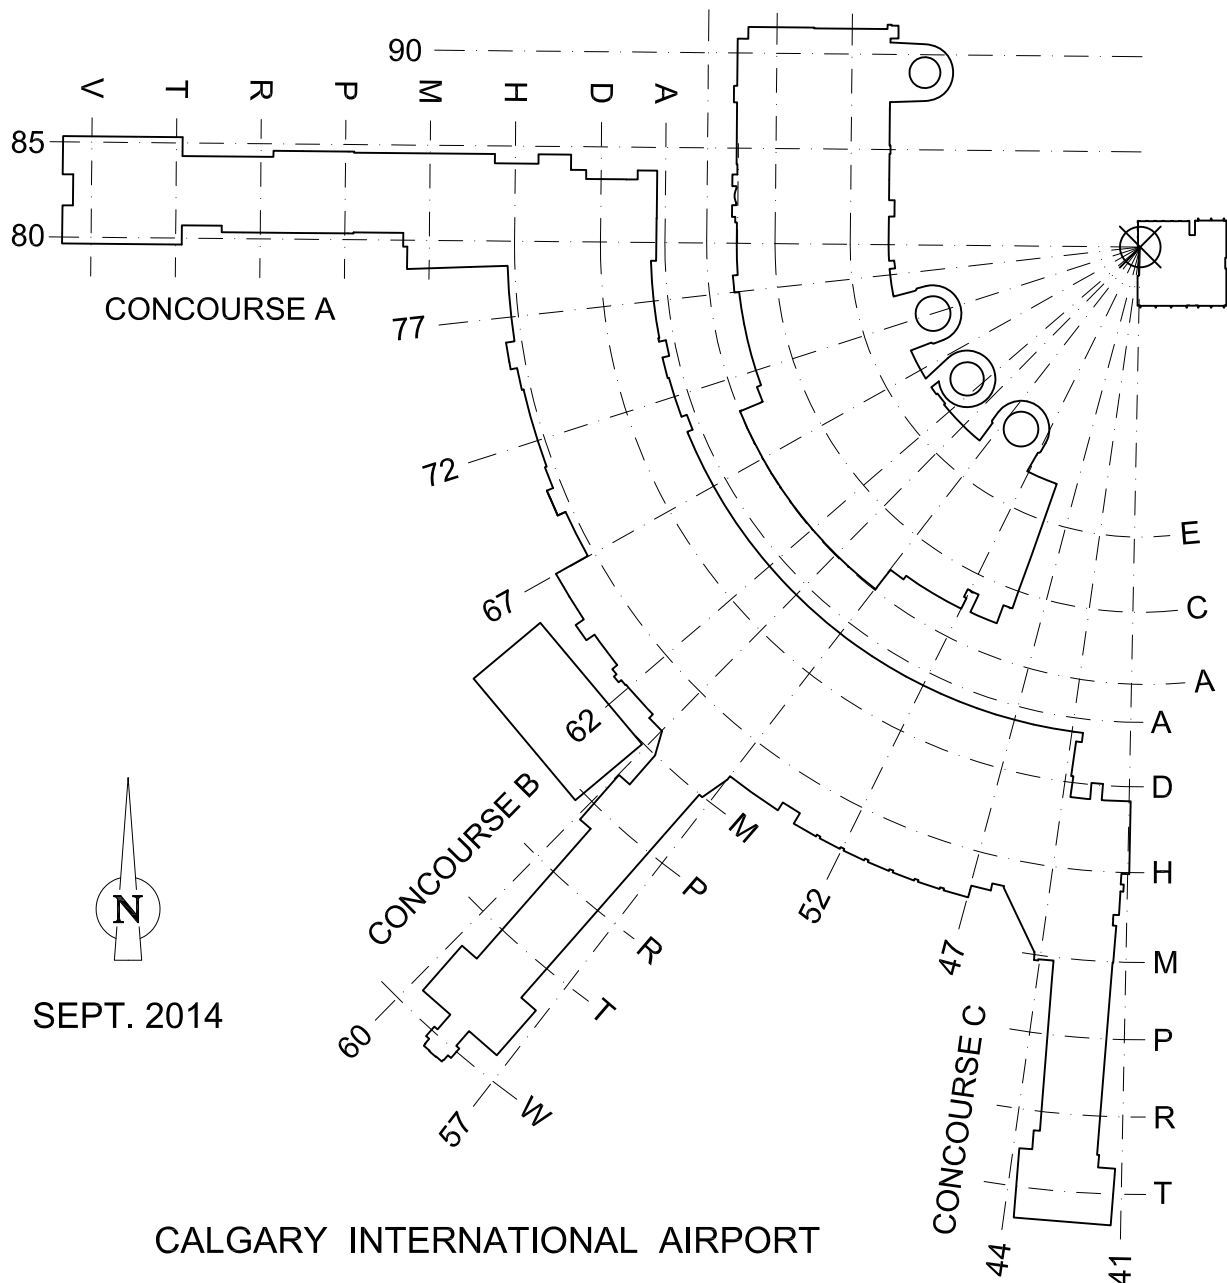 90
V T R P M H D A
85
80
CONCOURSE A
77
72
67
62
CONCOURSE B
E
C
A
A
D
H
M
P
R
T
M
P
R
T
W
52
47
60
57
CONCOURSE C
44
41
N
SEPT. 2014
CALGARY INTERNATIONAL AIRPORT